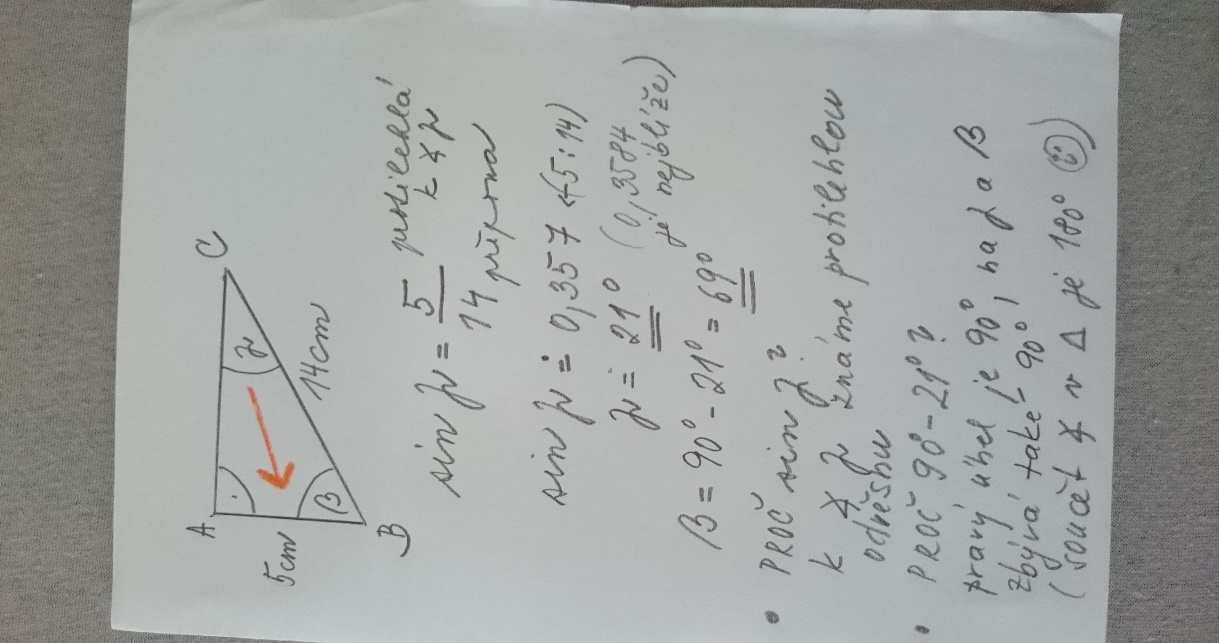 A
C
B
5cm
14cm
γ
β
sin γ = 5 protilehlá
k ∢ γ
14 přepona
sin γ ≐ 0,357 (5:14)
γ ≐ 21° (0,3584
je nejblíže)
β = 90° - 21° = 69°
• PROČ sin γ?
k ∢ γ známe protilehlou
odvěsnu
• PROČ 90° - 21°?
pravý úhel je 90°, na γ a β
zbývá také 90°
(součet ∢ v Δ je 180° ☺)